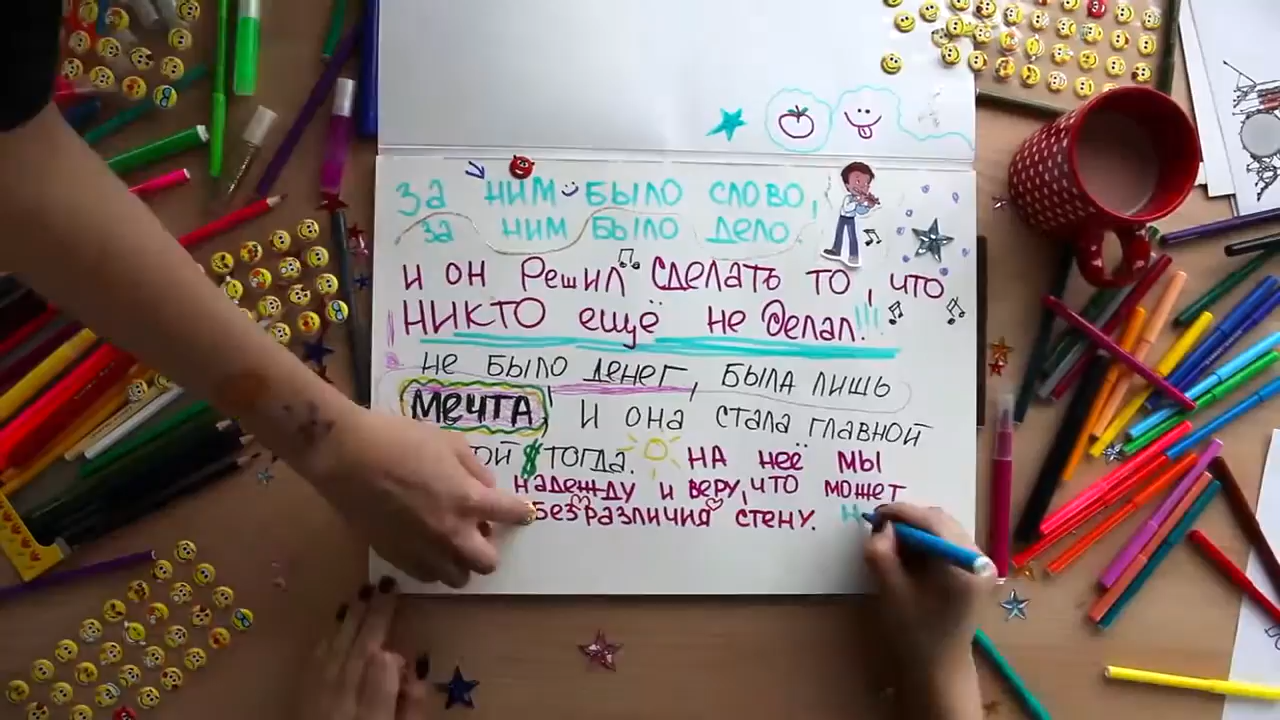 за ним было слово,
за ним было дело
и он решил сделать то, что
никто ещё не делал!!!
не было денег, была лишь
мечта, и она стала главной
тогда. на неё мы
надежду и веру, что может
безразличия стену.